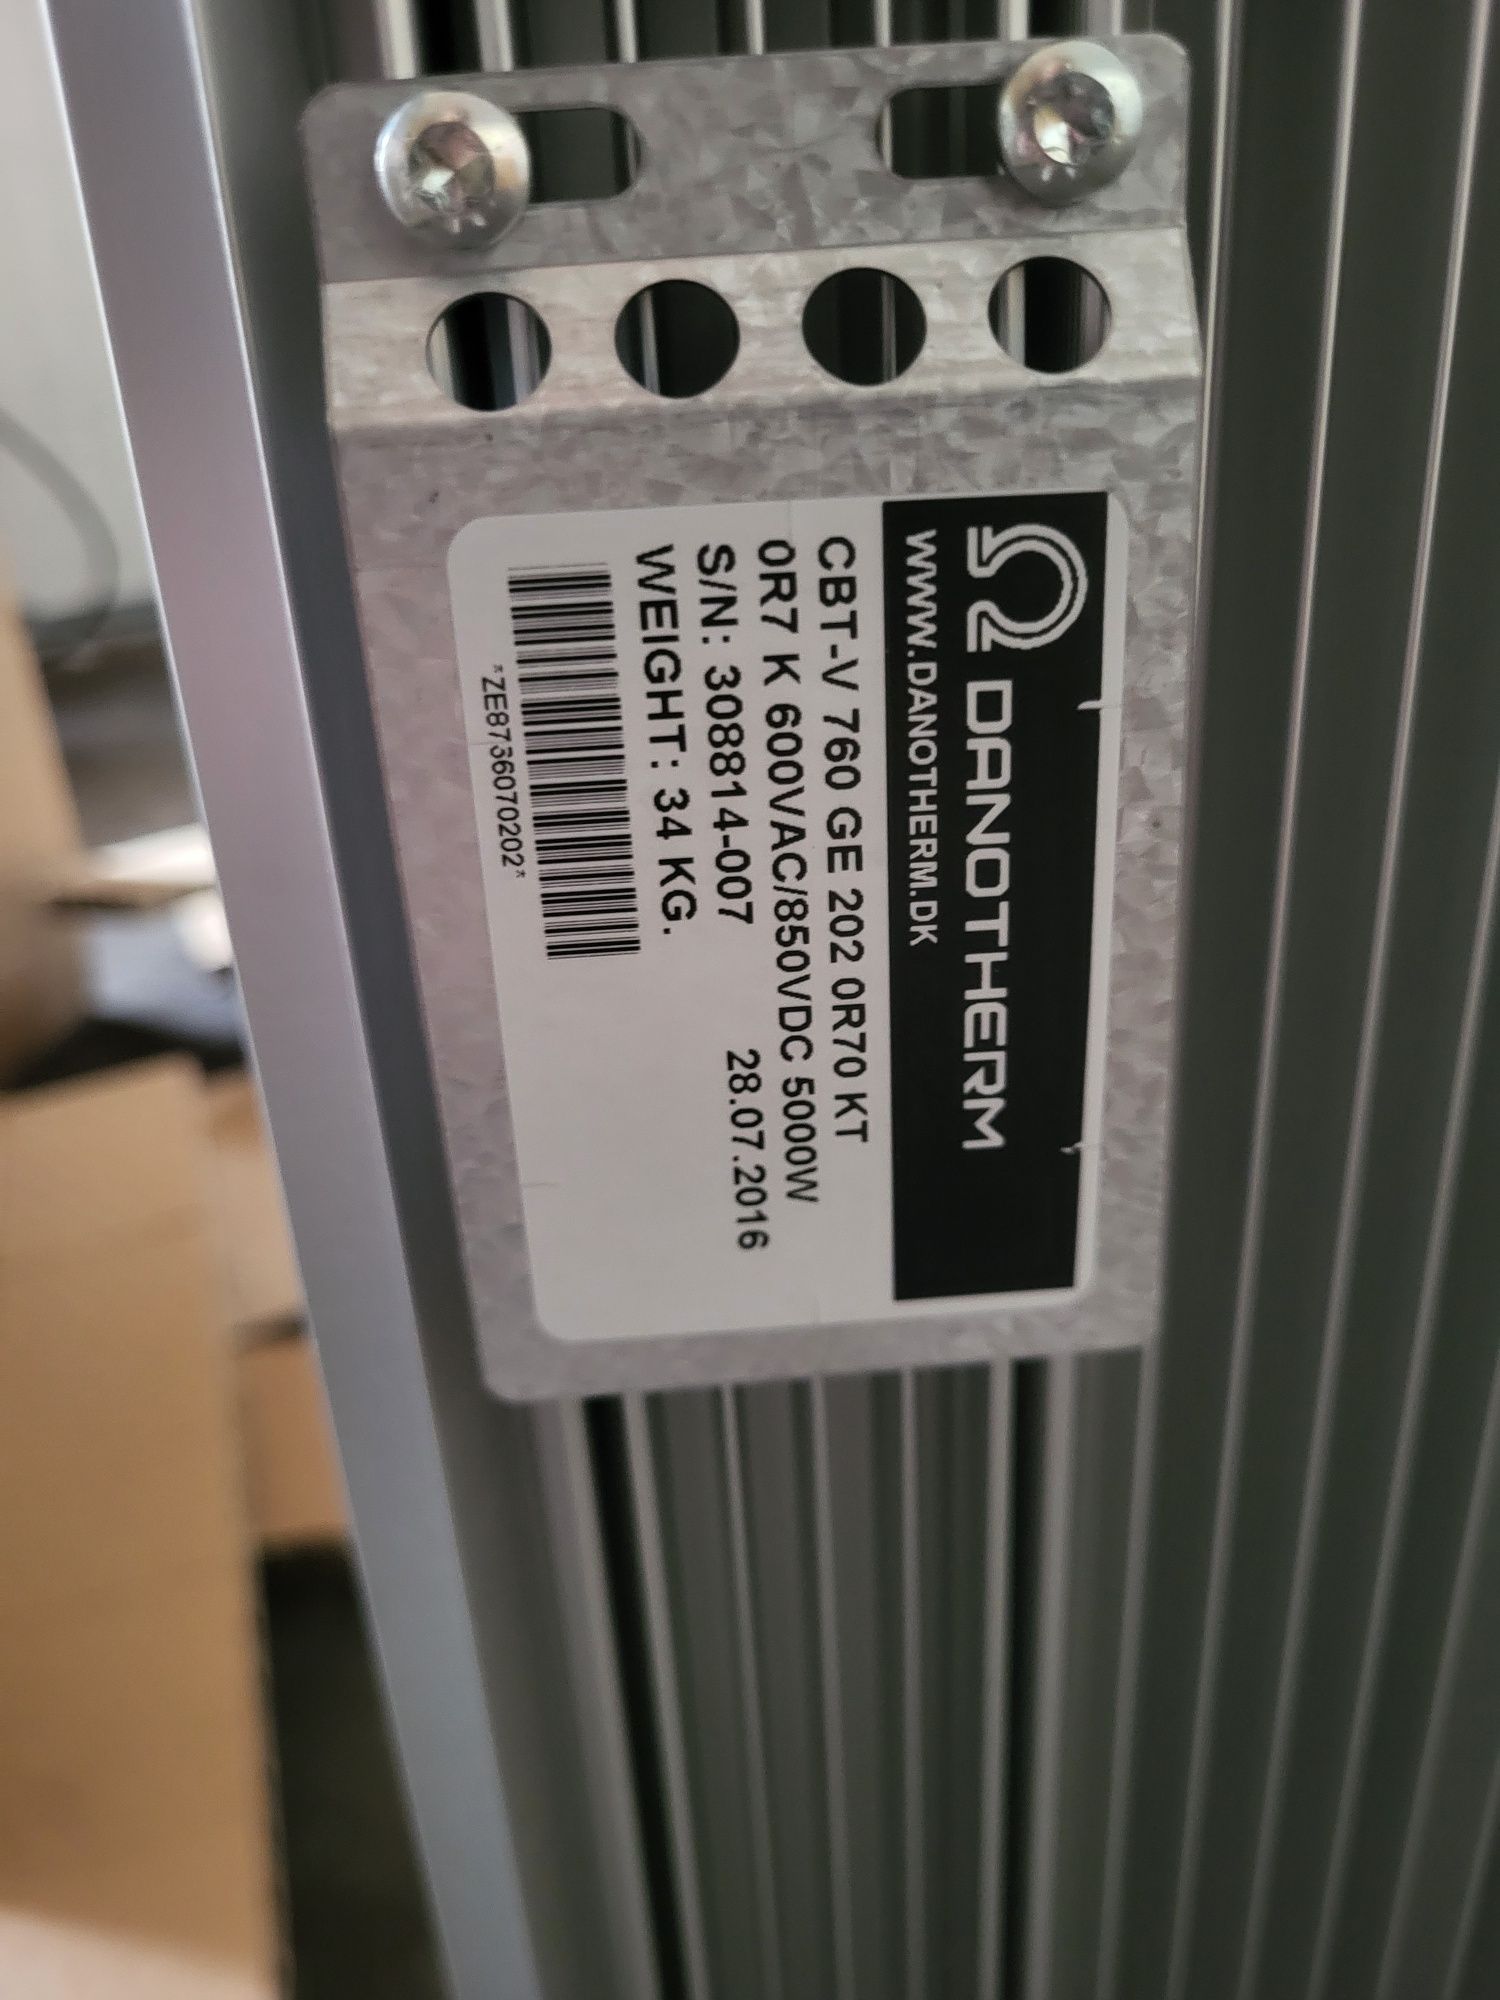 DANOTHERM
WWW.DANOTHERM.DK
CBT-V 760 GE 202 0R70 KT
0R7 K 600VAC/850VDC 5000W
S/N: 308814-007 28.07.2016
WEIGHT: 34 KG.
*ZE8736070202*